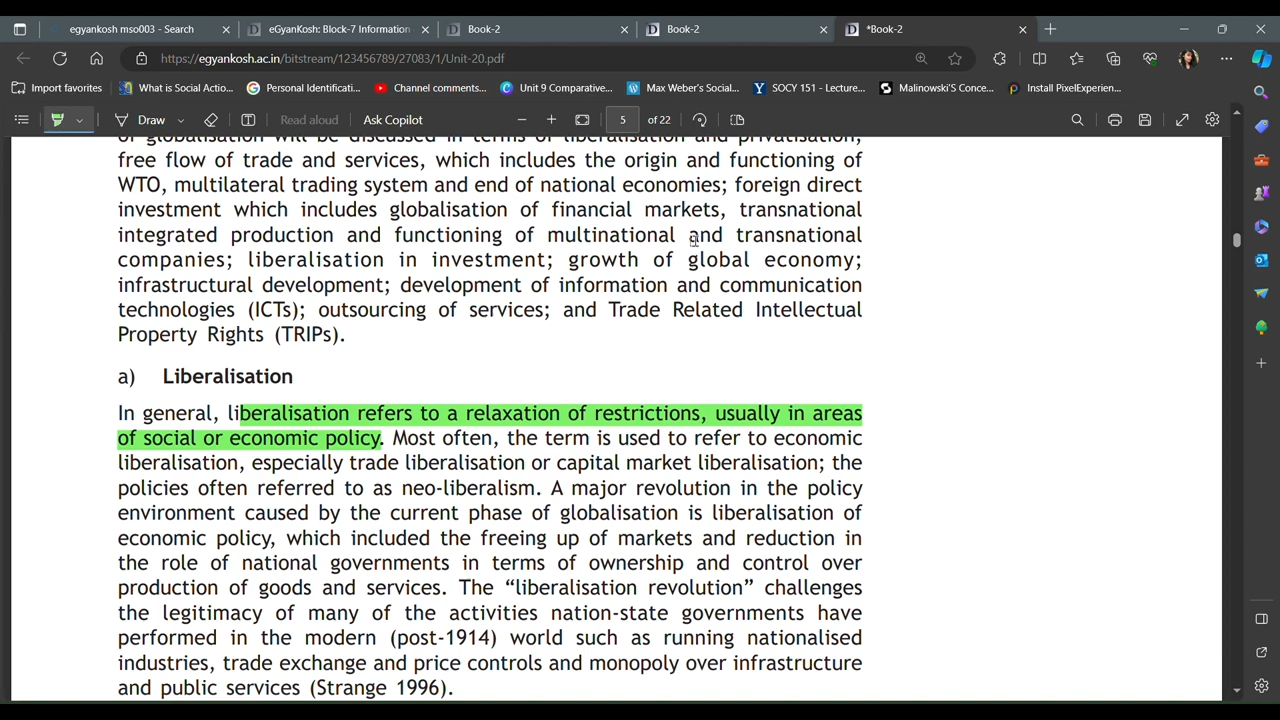 egyankosh mso003 - Search
eGyanKosh: Block-7 Information
Book-2
Book-2
*Book-2
https://egyankosh.ac.in/bitstream/123456789/27083/1/Unit-20.pdf
Import favorites
What is Social Actio...
Personal Identificati...
Channel comments...
Unit 9 Comparative...
Max Weber's Social...
SOCY 151 - Lecture...
Malinowski'S Conce...
Install PixelExperien...
Draw
Read aloud
Ask Copilot
5 of 22
of globalisation will be discussed in terms of liberalisation and privatisation;
free flow of trade and services, which includes the origin and functioning of
WTO, multilateral trading system and end of national economies; foreign direct
investment which includes globalisation of financial markets, transnational
integrated production and functioning of multinational and transnational
companies; liberalisation in investment; growth of global economy;
infrastructural development; development of information and communication
technologies (ICTs); outsourcing of services; and Trade Related Intellectual
Property Rights (TRIPs).
a) Liberalisation
In general, liberalisation refers to a relaxation of restrictions, usually in areas
of social or economic policy. Most often, the term is used to refer to economic
liberalisation, especially trade liberalisation or capital market liberalisation; the
policies often referred to as neo-liberalism. A major revolution in the policy
environment caused by the current phase of globalisation is liberalisation of
economic policy, which included the freeing up of markets and reduction in
the role of national governments in terms of ownership and control over
production of goods and services. The “liberalisation revolution” challenges
the legitimacy of many of the activities nation-state governments have
performed in the modern (post-1914) world such as running nationalised
industries, trade exchange and price controls and monopoly over infrastructure
and public services (Strange 1996).